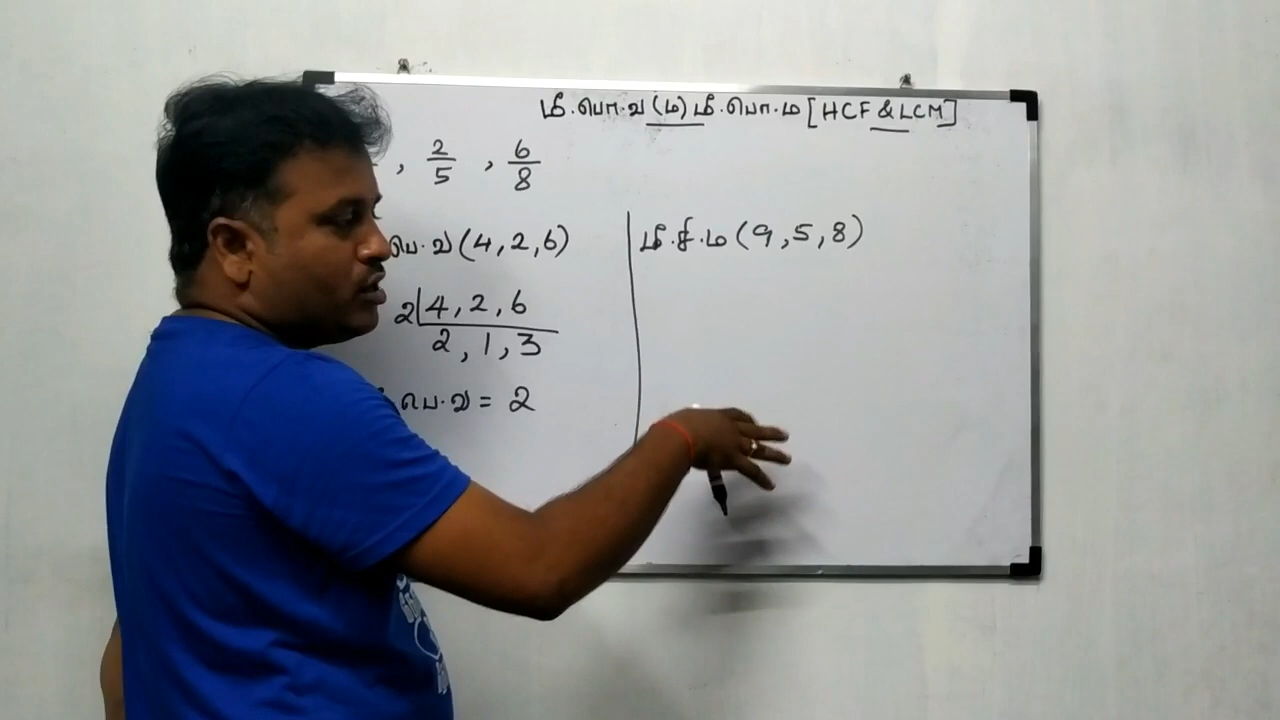 மீ.பொ.வ (ம) மீ.பொ.ம [HCF & LCM]
, 2/5 , 6/8
பெ.வ (4, 2, 6)
2 | 4, 2, 6
2, 1, 3
பெ.வ = 2
மீ.சி.ம (9, 5, 8)